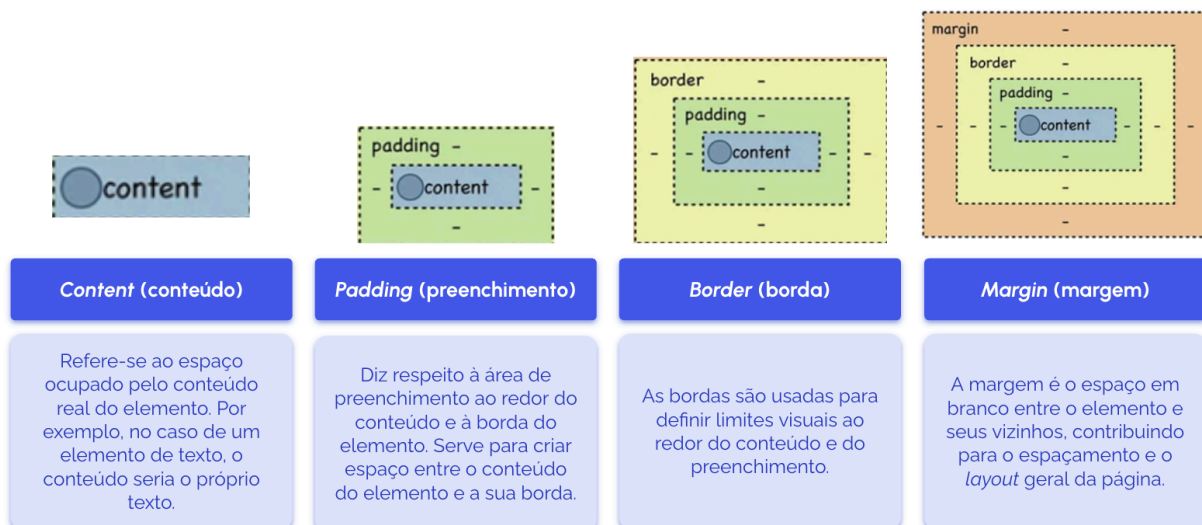 content
padding -
- content -
-
border -
padding -
- - content - -
-
-
margin -
border -
padding -
- - - content - - -
-
-
-
Content (conteúdo)
Refere-se ao espaço
ocupado pelo conteúdo
real do elemento. Por
exemplo, no caso de um
elemento de texto, o
conteúdo seria o próprio
texto.
Padding (preenchimento)
Diz respeito à área de
preenchimento ao redor do
conteúdo e à borda do
elemento. Serve para criar
espaço entre o conteúdo
do elemento e a sua borda.
Border (borda)
As bordas são usadas para
definir limites visuais ao
redor do conteúdo e do
preenchimento.
Margin (margem)
A margem é o espaço em
branco entre o elemento e
seus vizinhos, contribuindo
para o espaçamento e o
layout geral da página.